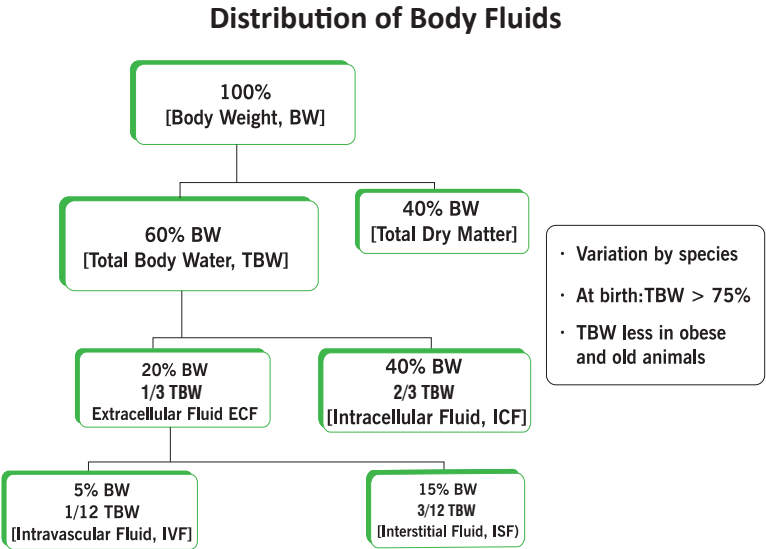 Distribution of Body Fluids
100%
[Body Weight, BW]
60% BW
[Total Body Water, TBW]
40% BW
[Total Dry Matter]
· Variation by species
· At birth:TBW > 75%
· TBW less in obese
and old animals
20% BW
1/3 TBW
Extracellular Fluid ECF
40% BW
2/3 TBW
[Intracellular Fluid, ICF]
5% BW
1/12 TBW
[Intravascular Fluid, IVF]
15% BW
3/12 TBW
[Interstitial Fluid, ISF)